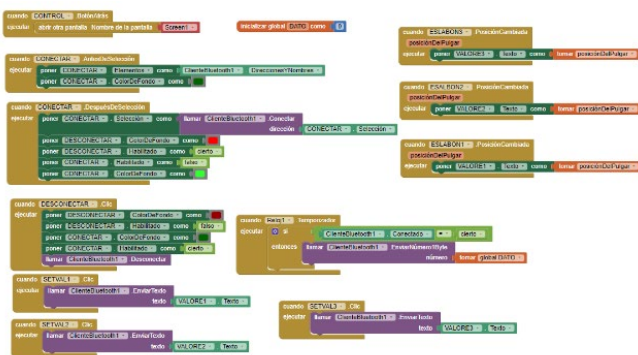 cuando CONTROL .BotónAtrás
ejecutar abrir otra pantalla Nombre de la pantalla Screen1
inicializar global DATO como
cuando CONECTAR .AntesDeSelección
ejecutar poner CONECTAR . Elementos como ClienteBluetooth1 . DireccionesYNombres
poner CONECTAR . ColorDeFondo como
cuando CONECTAR .DespuésDeSelección
ejecutar poner CONECTAR . Selección como llamar ClienteBluetooth1 .Conectar
dirección CONECTAR . Selección
poner DESCONECTAR . ColorDeFondo como
poner DESCONECTAR . Habilitado como cierto
poner CONECTAR . Habilitado como falso
poner CONECTAR . ColorDeFondo como
cuando DESCONECTAR .Clic
ejecutar poner DESCONECTAR . ColorDeFondo como
poner DESCONECTAR . Habilitado como falso
poner CONECTAR . ColorDeFondo como
poner CONECTAR . Habilitado como cierto
llamar ClienteBluetooth1 .Desconectar
cuando SETVAL1 .Clic
ejecutar llamar ClienteBluetooth1 .EnviarTexto
texto VALORE1 . Texto
cuando SETVAL2 .Clic
ejecutar llamar ClienteBluetooth1 .EnviarTexto
texto VALORE2 . Texto
cuando Reloj1 .Temporizador
ejecutar si ClienteBluetooth1 . Conectado = cierto
entonces llamar ClienteBluetooth1 .EnviarNúmero1Byte
número tomar global DATO
cuando SETVAL3 .Clic
ejecutar llamar ClienteBluetooth1 .EnviarTexto
texto VALORE3 . Texto
cuando ESLABON3 .PosiciónCambiada
posiciónDelPulgar
ejecutar poner VALORE3 . Texto como tomar posiciónDelPulgar
cuando ESLABON2 .PosiciónCambiada
posiciónDelPulgar
ejecutar poner VALORE2 . Texto como tomar posiciónDelPulgar
cuando ESLABON1 .PosiciónCambiada
posiciónDelPulgar
ejecutar poner VALORE1 . Texto como tomar posiciónDelPulgar